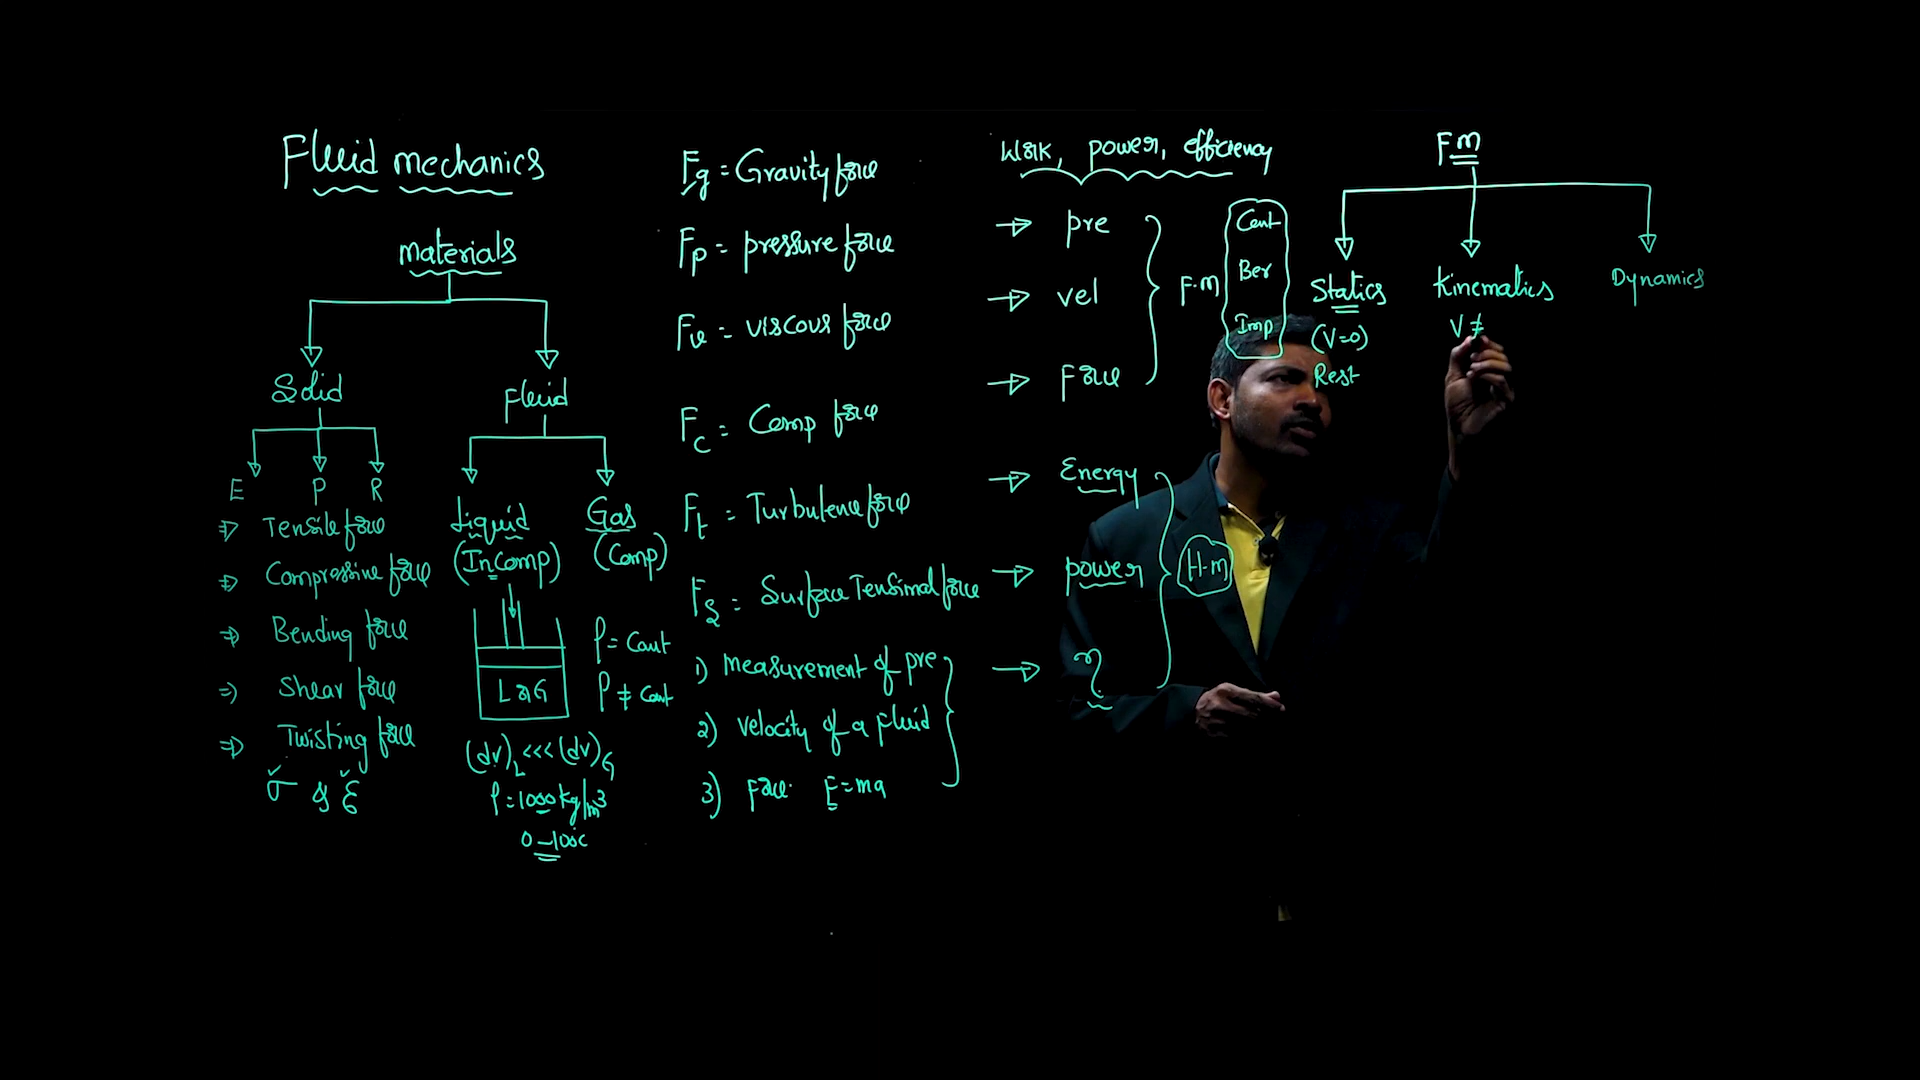 Fluid mechanics
materials
Solid
Fluid
E P R
Liquid Gas
(Incomp) (Comp)
⇒ Tensile force
⇒ Compressive force
⇒ Bending force
⇒ Shear force
⇒ Twisting force
σ & ξ
L or G
ρ = Cont
ρ ≠ Cont
(dv)L <<< (dv)G
ρ = 1000 kg/m³
0-100c
Fg = Gravity force
Fp = pressure force
Fv = viscous force
Fc = Comp force
Ft = Turbulence force
Fs = Surface Tensimal force
1) measurement of pre
2) velocity of a Fluid
3) Force F=ma
Work, power, efficiency
→ pre
→ vel
→ Force
F.m
Cont
Ber
Imp
→ Energy
→ power
→ η
H.m
F.m
Statics Kinematics Dynamics
(V=0) V ≠
Rest